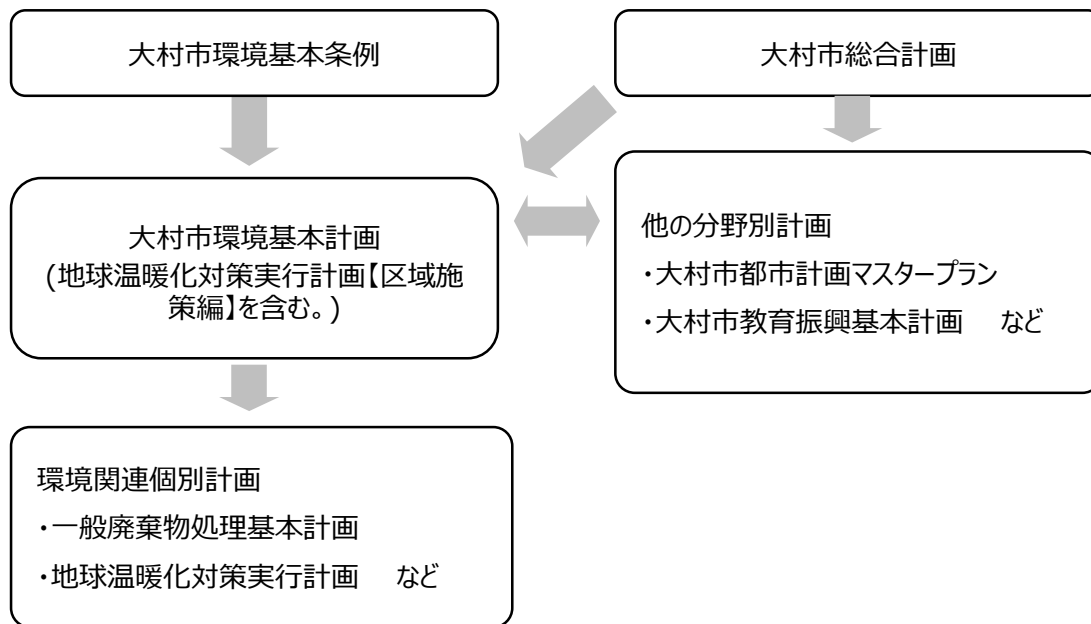 大村市環境基本条例
大村市総合計画
大村市環境基本計画
(地球温暖化対策実行計画【区域施
策編】を含む。)
他の分野別計画
・大村市都市計画マスタープラン
・大村市教育振興基本計画　など
環境関連個別計画
・一般廃棄物処理基本計画
・地球温暖化対策実行計画　など